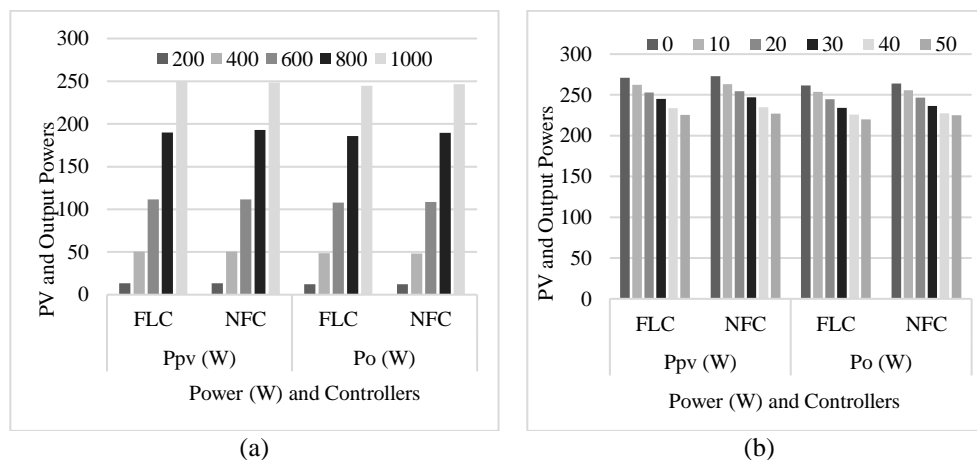 300
250
200
150
100
50
0
PV and Output Powers
200 400 600 800 1000
FLC NFC FLC NFC
Ppv (W) Po (W)
Power (W) and Controllers
(a)
300
250
200
150
100
50
0
PV and Output Powers
0 10 20 30 40 50
FLC NFC FLC NFC
Ppv (W) Po (W)
Power (W) and Controllers
(b)